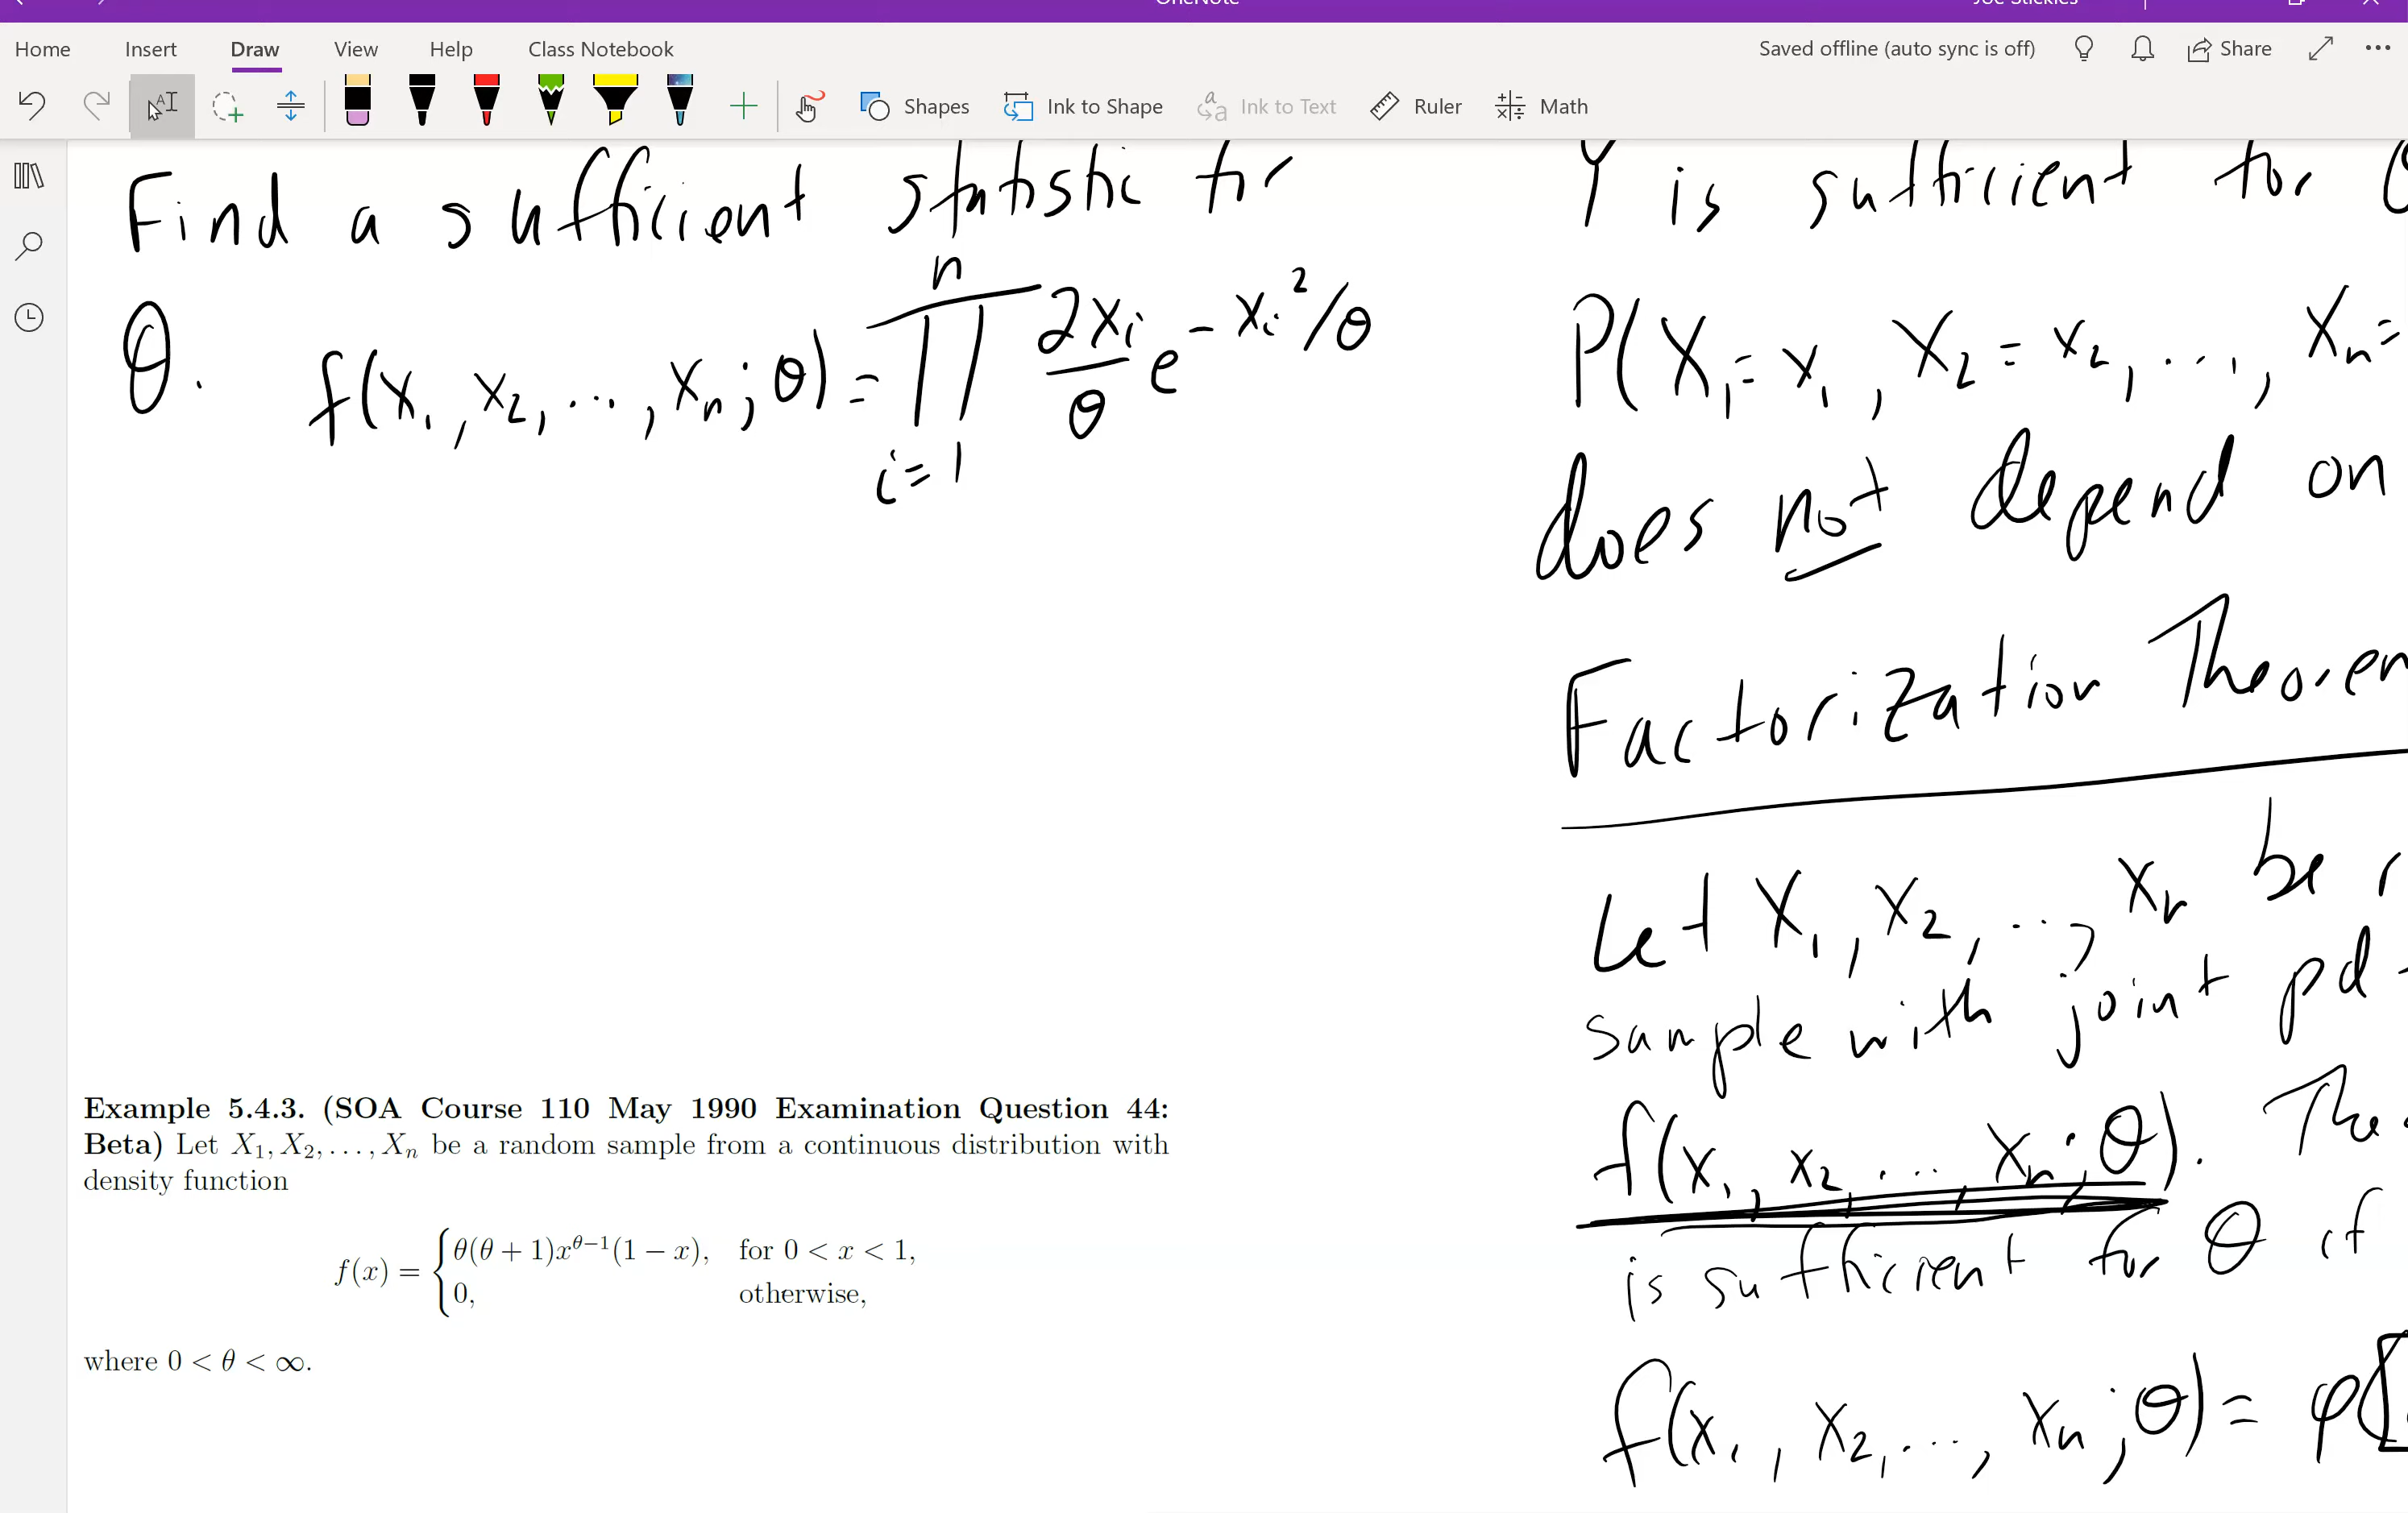 OneNote
Joe Stickles
Home Insert Draw View Help Class Notebook
Saved offline (auto sync is off) Share
Shapes Ink to Shape Ink to Text Ruler Math
Find a sufficient statistic for
θ. f(x₁, x₂, ..., xₙ; θ) = ∏ⁿᵢ₌₁ 2xᵢ/θ e^(-xᵢ²/θ)
Example 5.4.3. (SOA Course 110 May 1990 Examination Question 44:
Beta) Let X₁, X₂, . . . , Xₙ be a random sample from a continuous distribution with
density function
f(x) = { θ(θ + 1)x^(θ−1)(1 − x), for 0 < x < 1,
0, otherwise,
where 0 < θ < ∞.
Y is sufficient for
P(X₁ = x₁, X₂ = x₂, ..., Xₙ =
does not depend on
Factorization Theorem
Let X₁, X₂, ..., Xₙ be
sample with joint pdf
f(x₁, x₂, ..., xₙ; θ). The
is sufficient for θ if
f(x₁, x₂, ..., xₙ; θ) = φ[